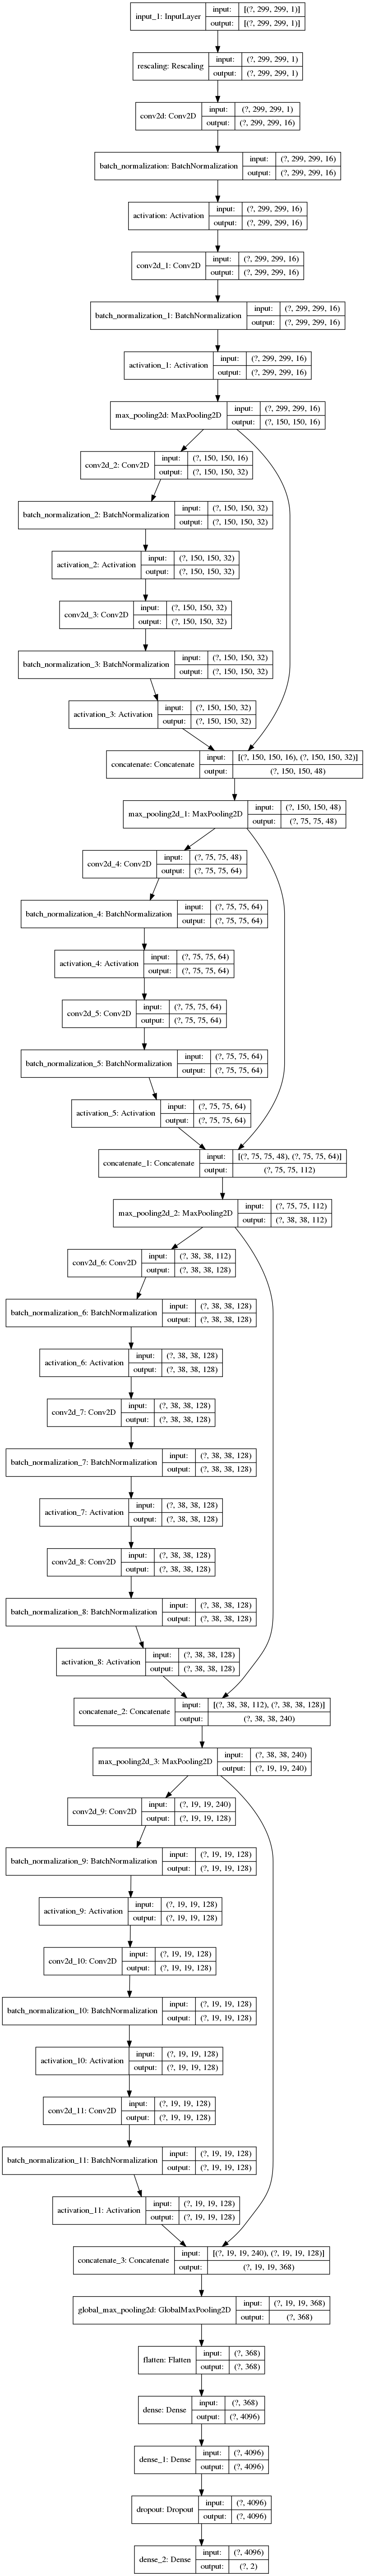 input_1: InputLayer
input: [(?, 299, 299, 1)]
output: [(?, 299, 299, 1)]
rescaling: Rescaling
input: (?, 299, 299, 1)
output: (?, 299, 299, 1)
conv2d: Conv2D
input: (?, 299, 299, 1)
output: (?, 299, 299, 16)
batch_normalization: BatchNormalization
input: (?, 299, 299, 16)
output: (?, 299, 299, 16)
activation: Activation
input: (?, 299, 299, 16)
output: (?, 299, 299, 16)
conv2d_1: Conv2D
input: (?, 299, 299, 16)
output: (?, 299, 299, 16)
batch_normalization_1: BatchNormalization
input: (?, 299, 299, 16)
output: (?, 299, 299, 16)
activation_1: Activation
input: (?, 299, 299, 16)
output: (?, 299, 299, 16)
max_pooling2d: MaxPooling2D
input: (?, 299, 299, 16)
output: (?, 150, 150, 16)
conv2d_2: Conv2D
input: (?, 150, 150, 16)
output: (?, 150, 150, 32)
batch_normalization_2: BatchNormalization
input: (?, 150, 150, 32)
output: (?, 150, 150, 32)
activation_2: Activation
input: (?, 150, 150, 32)
output: (?, 150, 150, 32)
conv2d_3: Conv2D
input: (?, 150, 150, 32)
output: (?, 150, 150, 32)
batch_normalization_3: BatchNormalization
input: (?, 150, 150, 32)
output: (?, 150, 150, 32)
activation_3: Activation
input: (?, 150, 150, 32)
output: (?, 150, 150, 32)
concatenate: Concatenate
input: [(?, 150, 150, 16), (?, 150, 150, 32)]
output: (?, 150, 150, 48)
max_pooling2d_1: MaxPooling2D
input: (?, 150, 150, 48)
output: (?, 75, 75, 48)
conv2d_4: Conv2D
input: (?, 75, 75, 48)
output: (?, 75, 75, 64)
batch_normalization_4: BatchNormalization
input: (?, 75, 75, 64)
output: (?, 75, 75, 64)
activation_4: Activation
input: (?, 75, 75, 64)
output: (?, 75, 75, 64)
conv2d_5: Conv2D
input: (?, 75, 75, 64)
output: (?, 75, 75, 64)
batch_normalization_5: BatchNormalization
input: (?, 75, 75, 64)
output: (?, 75, 75, 64)
activation_5: Activation
input: (?, 75, 75, 64)
output: (?, 75, 75, 64)
concatenate_1: Concatenate
input: [(?, 75, 75, 48), (?, 75, 75, 64)]
output: (?, 75, 75, 112)
max_pooling2d_2: MaxPooling2D
input: (?, 75, 75, 112)
output: (?, 38, 38, 112)
conv2d_6: Conv2D
input: (?, 38, 38, 112)
output: (?, 38, 38, 128)
batch_normalization_6: BatchNormalization
input: (?, 38, 38, 128)
output: (?, 38, 38, 128)
activation_6: Activation
input: (?, 38, 38, 128)
output: (?, 38, 38, 128)
conv2d_7: Conv2D
input: (?, 38, 38, 128)
output: (?, 38, 38, 128)
batch_normalization_7: BatchNormalization
input: (?, 38, 38, 128)
output: (?, 38, 38, 128)
activation_7: Activation
input: (?, 38, 38, 128)
output: (?, 38, 38, 128)
conv2d_8: Conv2D
input: (?, 38, 38, 128)
output: (?, 38, 38, 128)
batch_normalization_8: BatchNormalization
input: (?, 38, 38, 128)
output: (?, 38, 38, 128)
activation_8: Activation
input: (?, 38, 38, 128)
output: (?, 38, 38, 128)
concatenate_2: Concatenate
input: [(?, 38, 38, 112), (?, 38, 38, 128)]
output: (?, 38, 38, 240)
max_pooling2d_3: MaxPooling2D
input: (?, 38, 38, 240)
output: (?, 19, 19, 240)
conv2d_9: Conv2D
input: (?, 19, 19, 240)
output: (?, 19, 19, 128)
batch_normalization_9: BatchNormalization
input: (?, 19, 19, 128)
output: (?, 19, 19, 128)
activation_9: Activation
input: (?, 19, 19, 128)
output: (?, 19, 19, 128)
conv2d_10: Conv2D
input: (?, 19, 19, 128)
output: (?, 19, 19, 128)
batch_normalization_10: BatchNormalization
input: (?, 19, 19, 128)
output: (?, 19, 19, 128)
activation_10: Activation
input: (?, 19, 19, 128)
output: (?, 19, 19, 128)
conv2d_11: Conv2D
input: (?, 19, 19, 128)
output: (?, 19, 19, 128)
batch_normalization_11: BatchNormalization
input: (?, 19, 19, 128)
output: (?, 19, 19, 128)
activation_11: Activation
input: (?, 19, 19, 128)
output: (?, 19, 19, 128)
concatenate_3: Concatenate
input: [(?, 19, 19, 240), (?, 19, 19, 128)]
output: (?, 19, 19, 368)
global_max_pooling2d: GlobalMaxPooling2D
input: (?, 19, 19, 368)
output: (?, 368)
flatten: Flatten
input: (?, 368)
output: (?, 368)
dense: Dense
input: (?, 368)
output: (?, 4096)
dense_1: Dense
input: (?, 4096)
output: (?, 4096)
dropout: Dropout
input: (?, 4096)
output: (?, 4096)
dense_2: Dense
input: (?, 4096)
output: (?, 2)